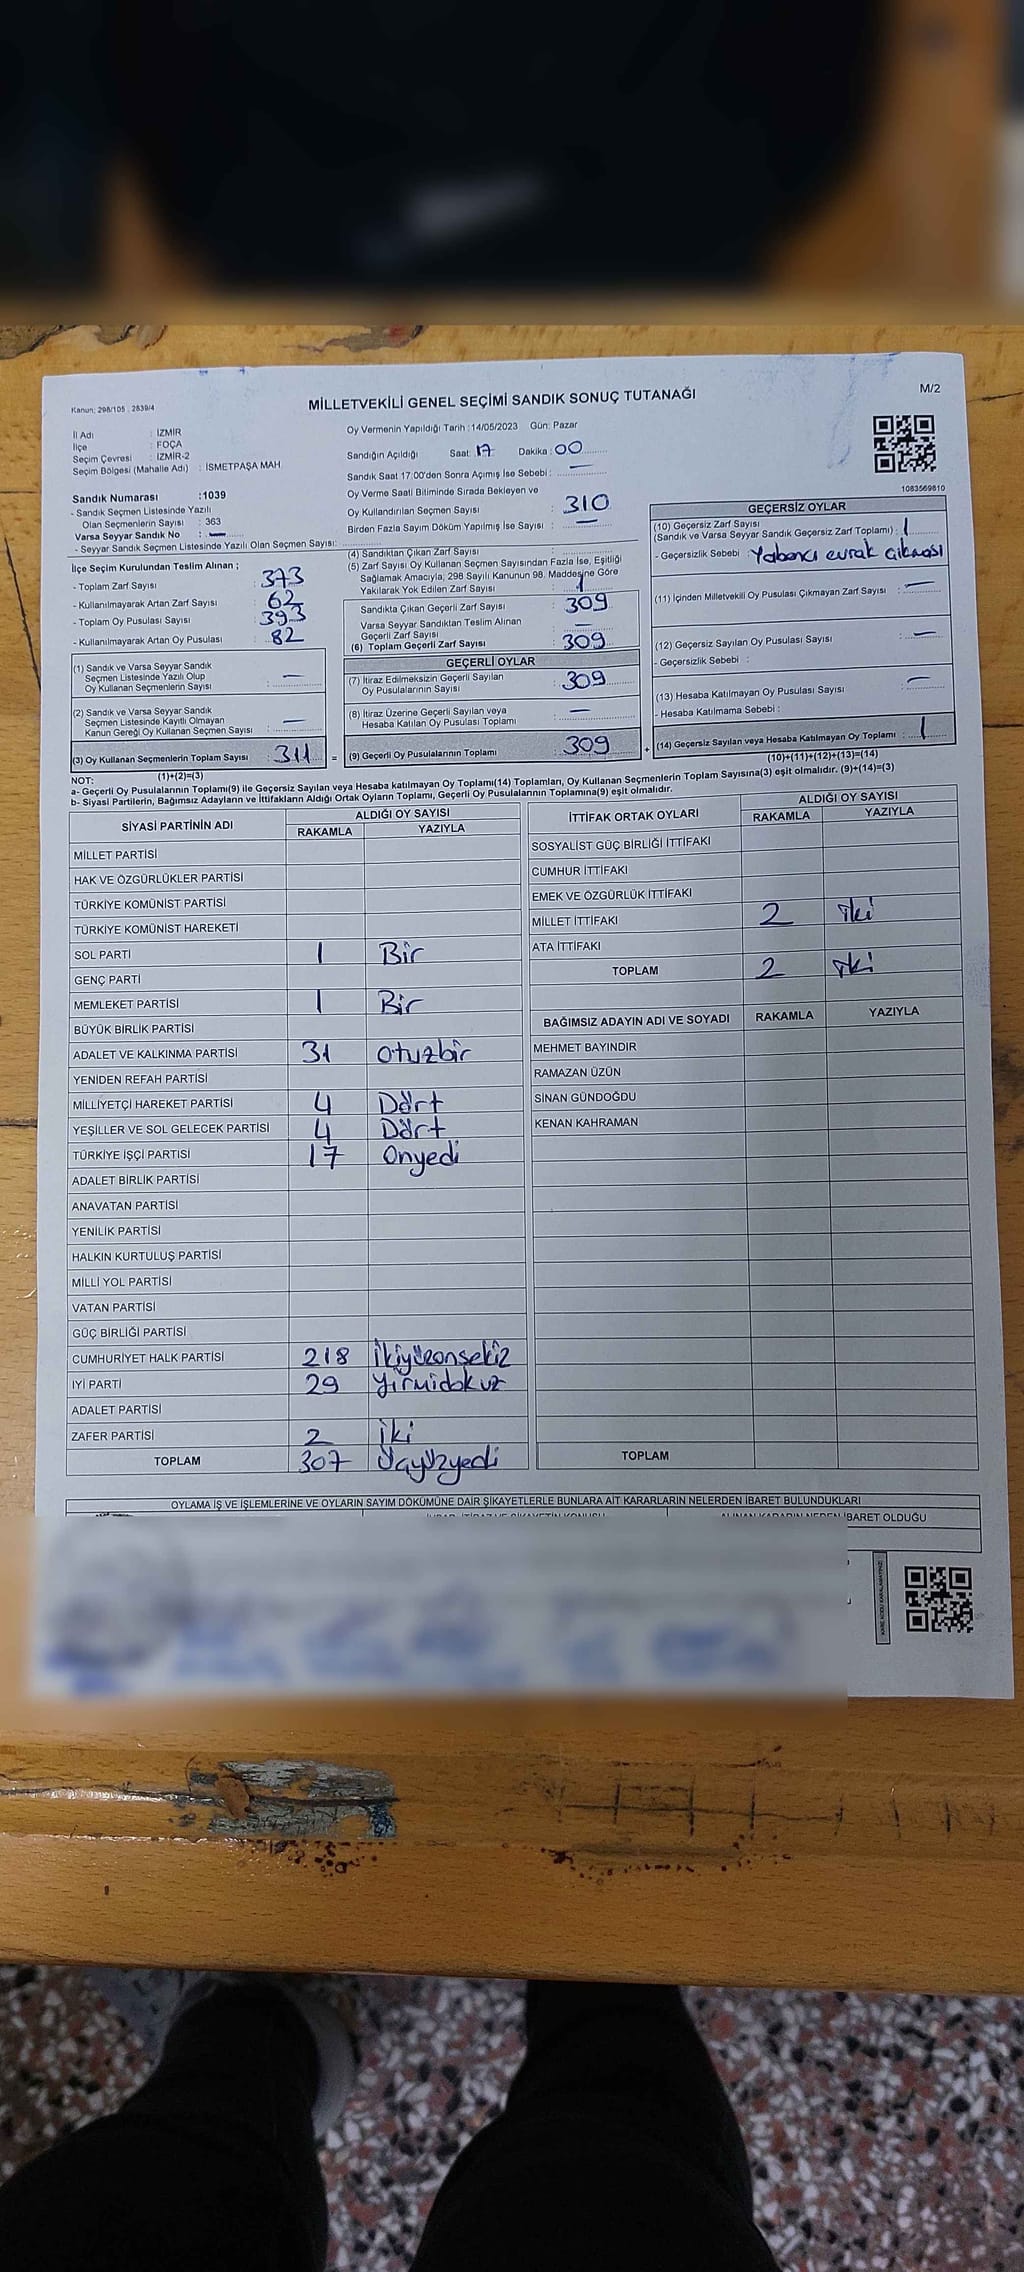 Kanun; 298/105 , 2839/4
MİLLETVEKİLİ GENEL SEÇİMİ SANDIK SONUÇ TUTANAĞI
M/2
İl Adı : İZMİR
İlçe : FOÇA
Seçim Çevresi : İZMİR-2
Seçim Bölgesi (Mahalle Adı) : İSMETPAŞA MAH
Oy Vermenin Yapıldığı Tarih :14/05/2023 Gün: Pazar
Sandığın Açıldığı Saat: 17 Dakika : 00
Sandık Saat 17:00'den Sonra Açımış İse Sebebi : —
Oy Verme Saati Bitiminde Sırada Bekleyen ve
Oy Kullandırılan Seçmen Sayısı : 310
Birden Fazla Sayım Döküm Yapılmış İse Sayısı : —
1083569810
Sandık Numarası :1039
- Sandık Seçmen Listesinde Yazılı
Olan Seçmenlerin Sayısı : 363
Varsa Seyyar Sandık No : —
- Seyyar Sandık Seçmen Listesinde Yazılı Olan Seçmen Sayısı:
İlçe Seçim Kurulundan Teslim Alınan ;
- Toplam Zarf Sayısı : 373
- Kullanılmayarak Artan Zarf Sayısı : 62
- Toplam Oy Pusulası Sayısı : 393
- Kullanılmayarak Artan Oy Pusulası : 82
(1) Sandık ve Varsa Seyyar Sandık
Seçmen Listesinde Yazılı Olup
Oy Kullanan Seçmenlerin Sayısı : —
(2) Sandık ve Varsa Seyyar Sandık
Seçmen Listesinde Kayıtlı Olmayan
Kanun Gereği Oy Kullanan Seçmen Sayısı : —
(3) Oy Kullanan Seçmenlerin Toplam Sayısı : 311
(1)+(2)=(3)
(4) Sandıktan Çıkan Zarf Sayısı :
(5) Zarf Sayısı Oy Kullanan Seçmen Sayısından Fazla İse, Eşitliği
Sağlamak Amacıyla, 298 Sayılı Kanunun 98. Maddesine Göre
Yakılarak Yok Edilen Zarf Sayısı : 1
Sandıkta Çıkan Geçerli Zarf Sayısı : 309
Varsa Seyyar Sandıktan Teslim Alınan
Geçerli Zarf Sayısı : —
(6) Toplam Geçerli Zarf Sayısı : 309
GEÇERLİ OYLAR
(7) İtiraz Edilmeksizin Geçerli Sayılan
Oy Pusulalarının Sayısı : 309
(8) İtiraz Üzerine Geçerli Sayılan veya
Hesaba Katılan Oy Pusulası Toplamı : —
= (9) Geçerli Oy Pusulalarının Toplamı : 309
GEÇERSİZ OYLAR
(10) Geçersiz Zarf Sayısı
(Sandık ve Varsa Seyyar Sandık Geçersiz Zarf Toplamı) : 1
- Geçersizlik Sebebi : Yabancı evrak çıkması
(11) İçinden Milletvekili Oy Pusulası Çıkmayan Zarf Sayısı : —
(12) Geçersiz Sayılan Oy Pusulası Sayısı : —
- Geçersizlik Sebebi :
(13) Hesaba Katılmayan Oy Pusulası Sayısı : —
- Hesaba Katılmama Sebebi :
+ (14) Geçersiz Sayılan veya Hesaba Katılmayan Oy Toplamı : 1
(10)+(11)+(12)+(13)=(14)
NOT:
a- Geçerli Oy Pusulalarının Toplamı(9) ile Geçersiz Sayılan veya Hesaba katılmayan Oy Toplamı(14) Toplamları, Oy Kullanan Seçmenlerin Toplam Sayısına(3) eşit olmalıdır. (9)+(14)=(3)
b- Siyasi Partilerin, Bağımsız Adayların ve İttifakların Aldığı Ortak Oyların Toplamı, Geçerli Oy Pusulalarının Toplamına(9) eşit olmalıdır.
SİYASİ PARTİNİN ADI ALDIĞI OY SAYISI
RAKAMLA YAZIYLA
MİLLET PARTİSİ
HAK VE ÖZGÜRLÜKLER PARTİSİ
TÜRKİYE KOMÜNİST PARTİSİ
TÜRKİYE KOMÜNİST HAREKETİ
SOL PARTİ 1 Bir
GENÇ PARTİ
MEMLEKET PARTİSİ 1 Bir
BÜYÜK BİRLİK PARTİSİ
ADALET VE KALKINMA PARTİSİ 31 otuzbir
YENİDEN REFAH PARTİSİ
MİLLİYETÇİ HAREKET PARTİSİ 4 Dört
YEŞİLLER VE SOL GELECEK PARTİSİ 4 Dört
TÜRKİYE İŞÇİ PARTİSİ 17 Onyedi
ADALET BİRLİK PARTİSİ
ANAVATAN PARTİSİ
YENİLİK PARTİSİ
HALKIN KURTULUŞ PARTİSİ
MİLLİ YOL PARTİSİ
VATAN PARTİSİ
GÜÇ BİRLİĞİ PARTİSİ
CUMHURİYET HALK PARTİSİ 218 İkiyüzonsekiz
İYİ PARTİ 29 yirmidokuz
ADALET PARTİSİ
ZAFER PARTİSİ 2 iki
TOPLAM 307 üçyüzyedi
İTTİFAK ORTAK OYLARI ALDIĞI OY SAYISI
RAKAMLA YAZIYLA
SOSYALİST GÜÇ BİRLİĞİ İTTİFAKI
CUMHUR İTTİFAKI
EMEK VE ÖZGÜRLÜK İTTİFAKI
MİLLET İTTİFAKI 2 iki
ATA İTTİFAKI
TOPLAM 2 iki
BAĞIMSIZ ADAYIN ADI VE SOYADI RAKAMLA YAZIYLA
MEHMET BAYINDIR
RAMAZAN ÜZÜN
SİNAN GÜNDOĞDU
KENAN KAHRAMAN
TOPLAM
OYLAMA İŞ VE İŞLEMLERİNE VE OYLARIN SAYIM DÖKÜMÜNE DAİR ŞİKAYETLERLE BUNLARA AİT KARARLARIN NELERDEN İBARET BULUNDUKLARI
ALINAN KARARIN NEDEN İBARET OLDUĞU